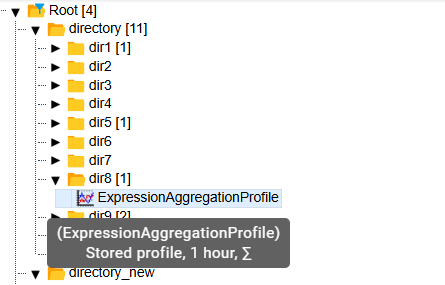 Root [4]
directory [11]
dir1 [1]
dir2
dir3
dir4
dir5 [1]
dir6
dir7
dir8 [1]
ExpressionAggregationProfile
dir9 [2]
(ExpressionAggregationProfile)
Stored profile, 1 hour, ∑
directory_new